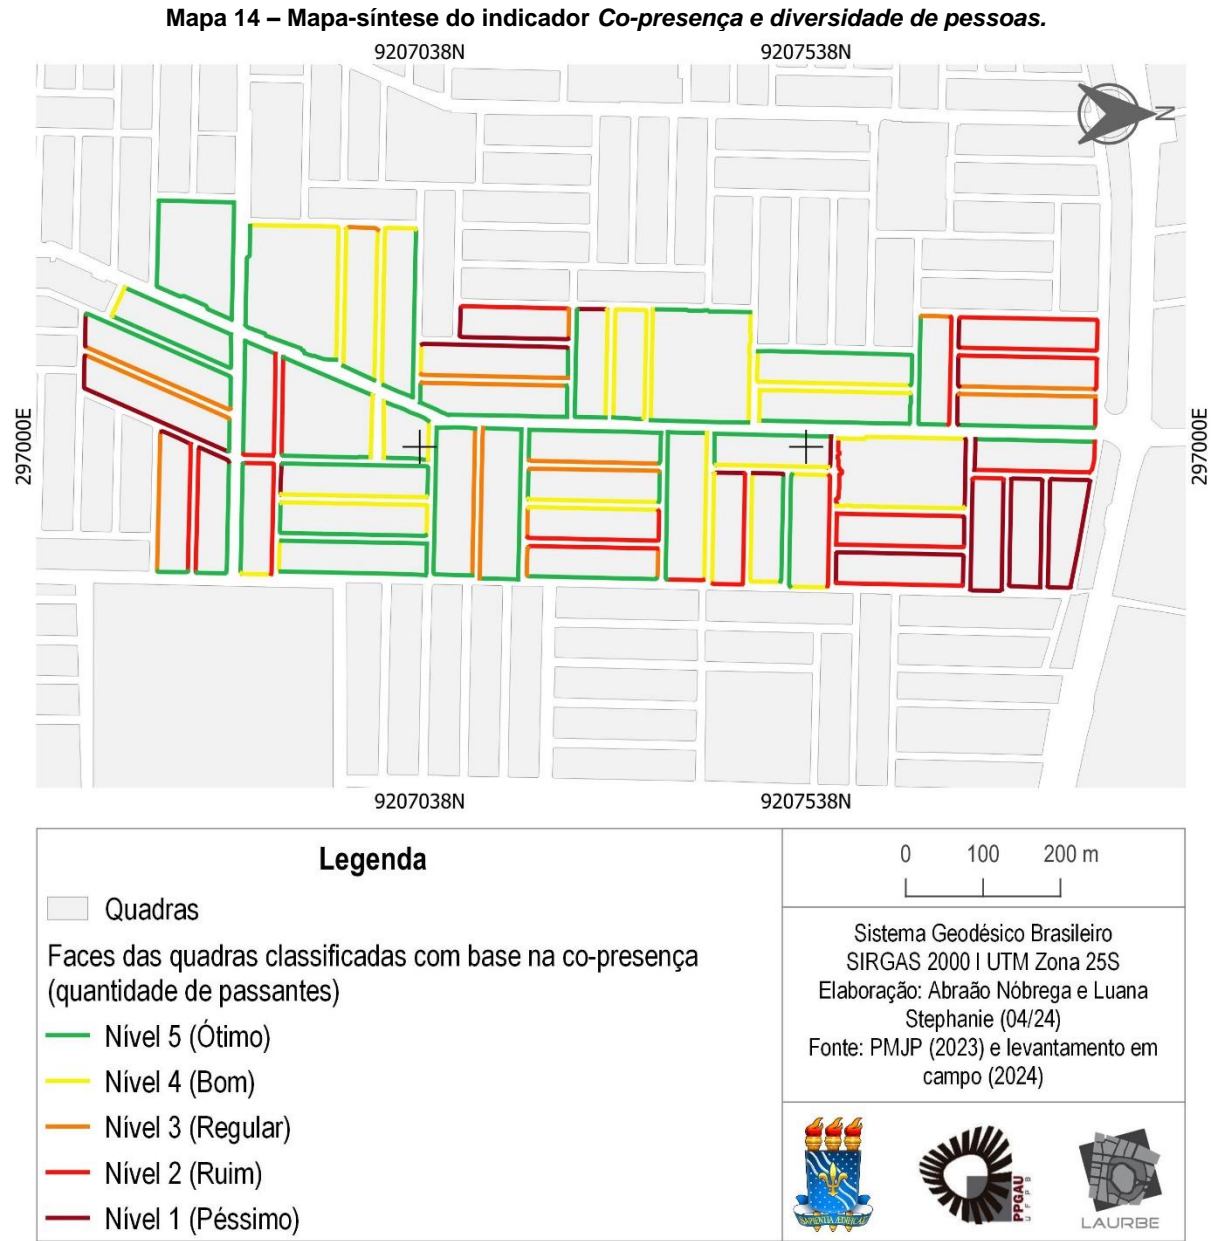 Mapa 14 – Mapa-síntese do indicador Co-presença e diversidade de pessoas.
9207038N 9207538N
N
297000E 297000E
9207038N 9207538N
Legenda
Quadras
Faces das quadras classificadas com base na co-presença
(quantidade de passantes)
Nível 5 (Ótimo)
Nível 4 (Bom)
Nível 3 (Regular)
Nível 2 (Ruim)
Nível 1 (Péssimo)
0 100 200 m
Sistema Geodésico Brasileiro
SIRGAS 2000 I UTM Zona 25S
Elaboração: Abraão Nóbrega e Luana
Stephanie (04/24)
Fonte: PMJP (2023) e levantamento em
campo (2024)
SAPIENTIA ÆDIFICAT
PPGAU
UFPB
LAURBE